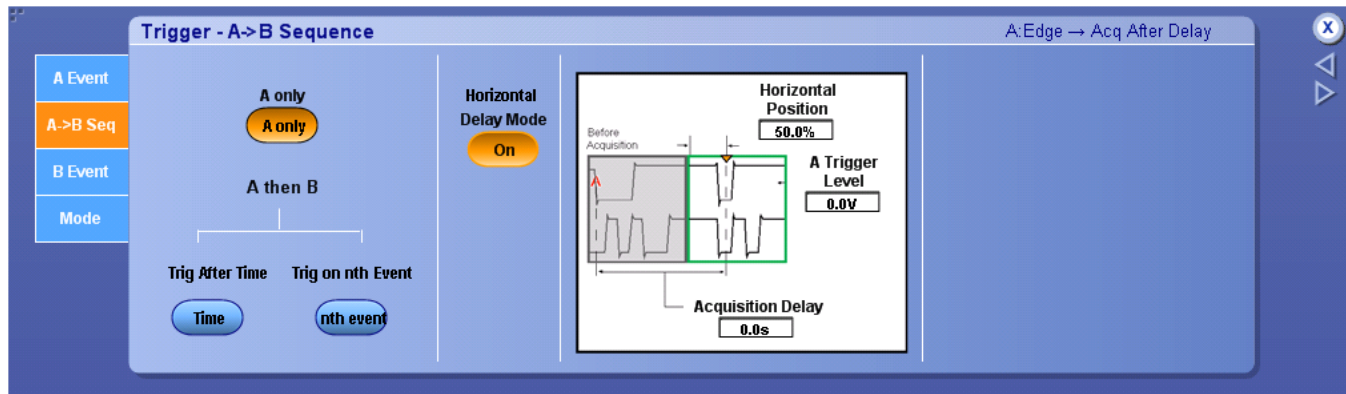 Trigger - A->B Sequence
A:Edge → Acq After Delay
X
A Event
A->B Seq
B Event
Mode
A only
A only
A then B
Trig After Time
Trig on nth Event
Time
nth event
Horizontal
Delay Mode
On
Horizontal
Position
50.0%
Before
Acquisition
A
A Trigger
Level
0.0V
Acquisition Delay
0.0s